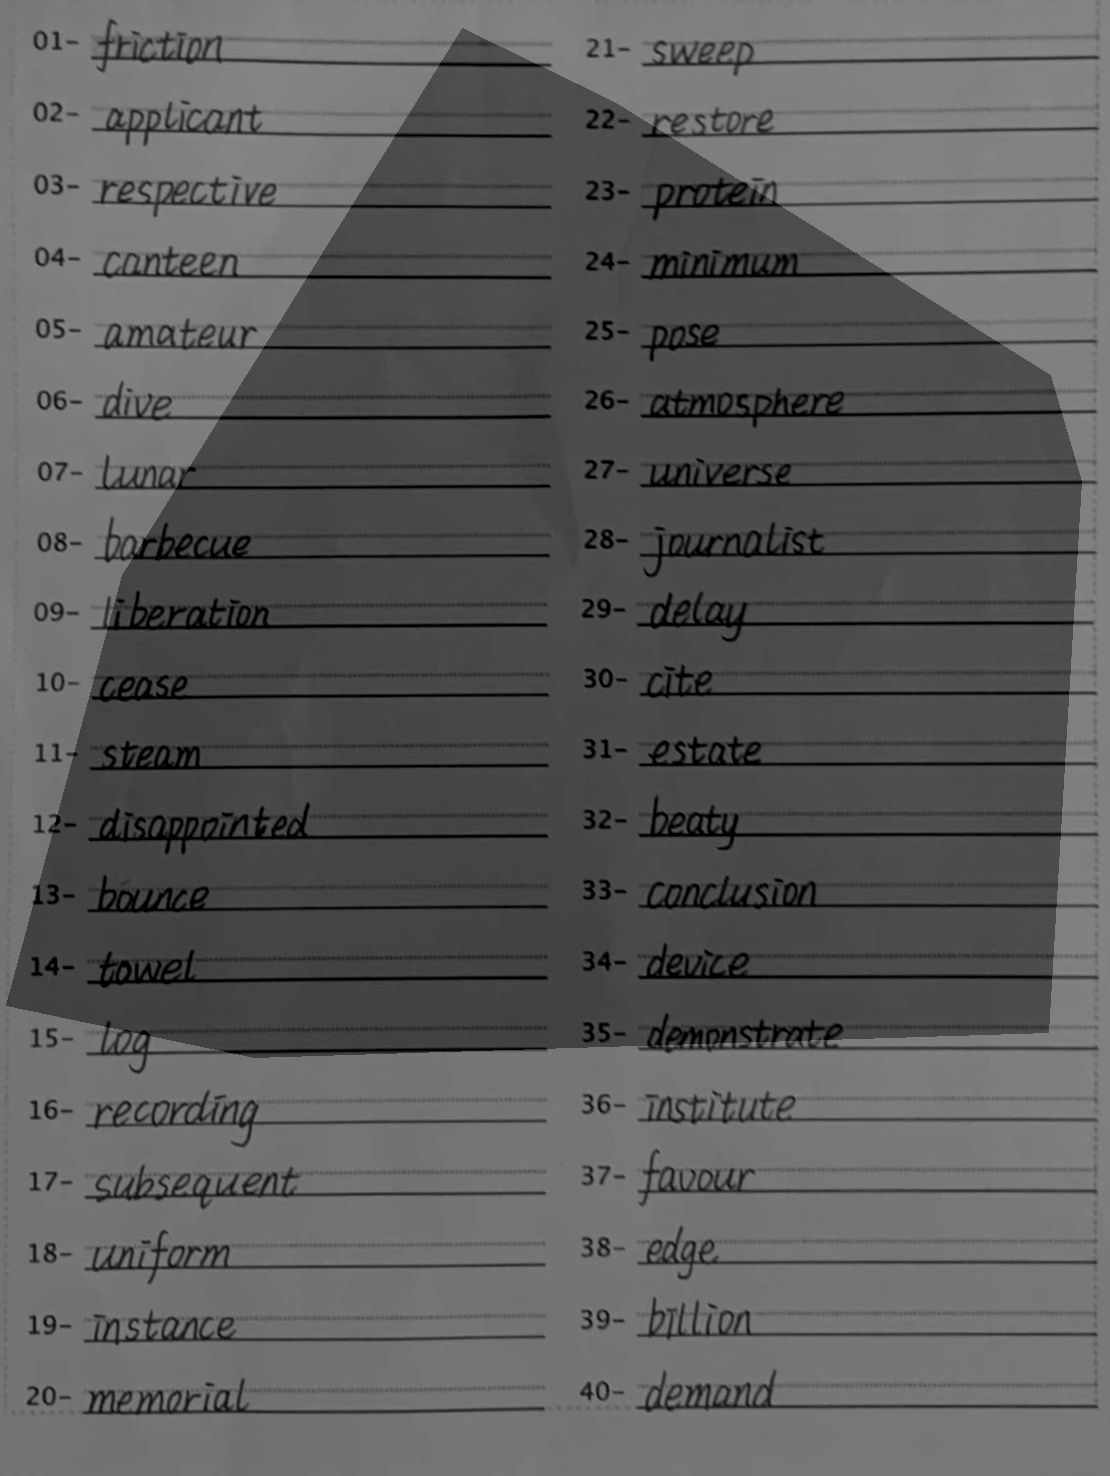 01- friction
02- applicant
03- respective
04- canteen
05- amateur
06- dive
07- lunar
08- barbecue
09- liberation
10- cease
11- steam
12- disappointed
13- bounce
14- towel
15- log
16- recording
17- subsequent
18- uniform
19- instance
20- memorial
21- sweep
22- restore
23- protein
24- minimum
25- pose
26- atmosphere
27- universe
28- journalist
29- delay
30- cite
31- estate
32- beaty
33- conclusion
34- device
35- demonstrate
36- institute
37- favour
38- edge
39- billion
40- demand